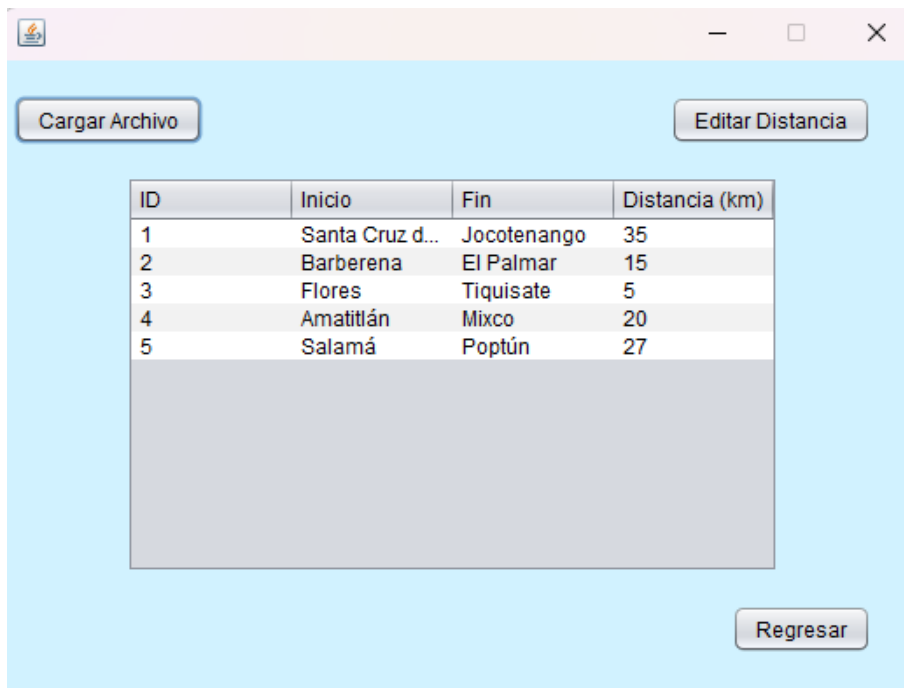 Cargar Archivo Editar Distancia
ID Inicio Fin Distancia (km)
1 Santa Cruz d... Jocotenango 35
2 Barberena El Palmar 15
3 Flores Tiquisate 5
4 Amatitlán Mixco 20
5 Salamá Poptún 27
Regresar